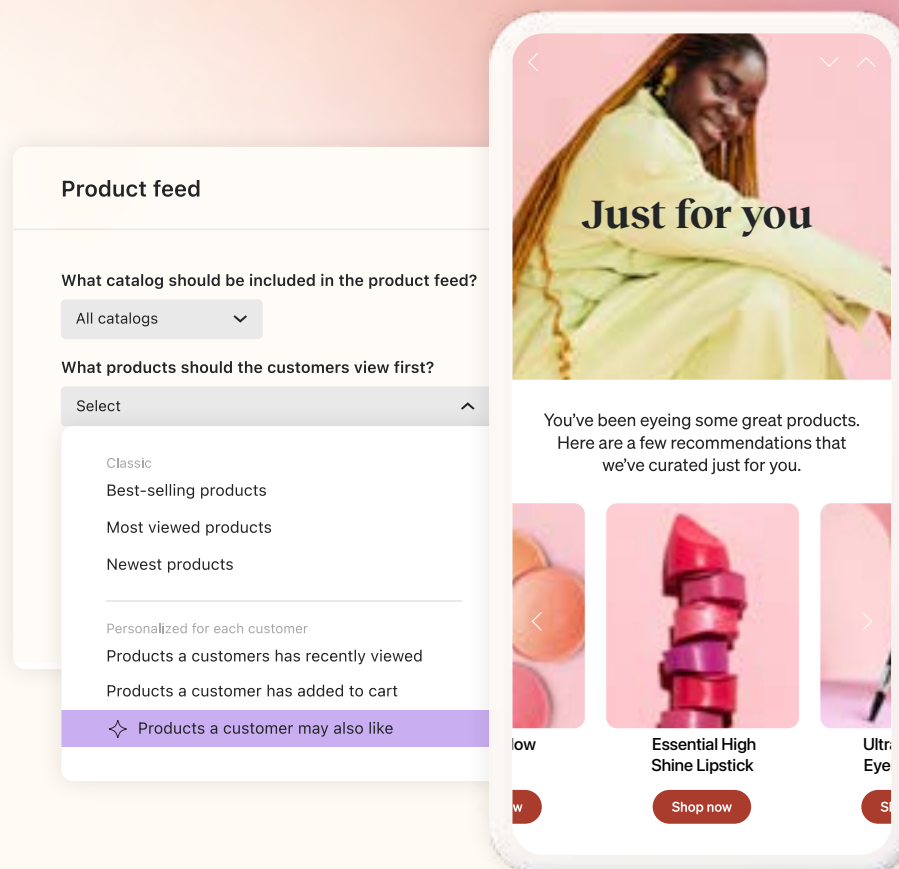 Product feed
What catalog should be included in the product feed?
All catalogs
What products should the customers view first?
Select
Classic
Best-selling products
Most viewed products
Newest products
Personalized for each customer
Products a customers has recently viewed
Products a customer has added to cart
Products a customer may also like
Just for you
You’ve been eyeing some great products.
Here are a few recommendations that
we’ve curated just for you.
Essential High
Shine Lipstick
Shop now